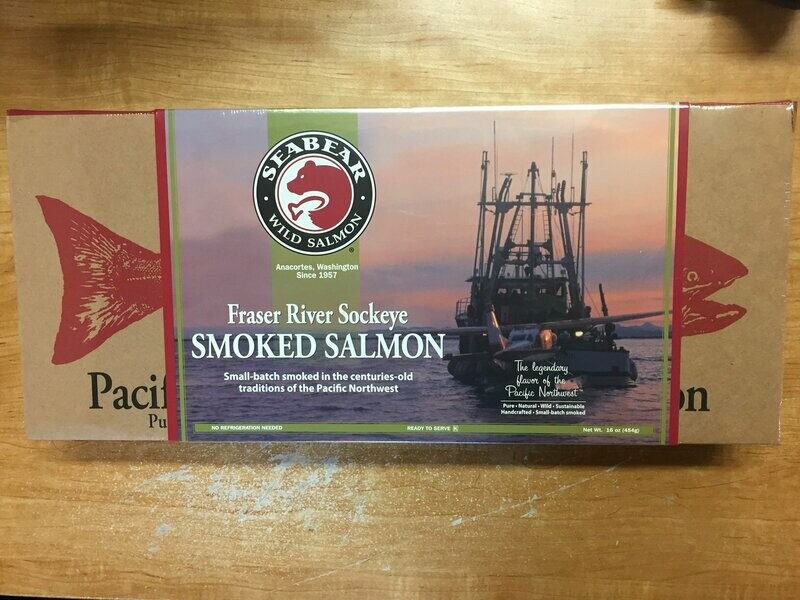 SEABEAR
WILD SALMON
Anacortes, Washington
Since 1957
Fraser River Sockeye
SMOKED SALMON
Small-batch smoked in the centuries-old
traditions of the Pacific Northwest
The legendary
flavor of the
Pacific Northwest
Pure • Natural • Wild • Sustainable
Handcrafted • Small-batch smoked
NO REFRIGERATION NEEDED
READY TO SERVE
Net Wt. 16 oz (454g)
Pacif
on
Pu